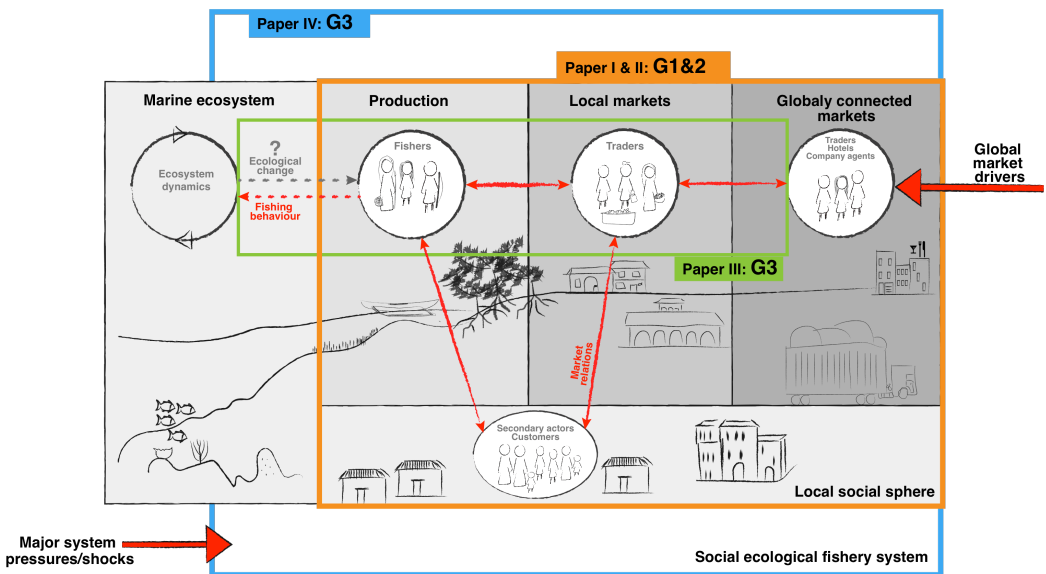 Paper IV: G3
Paper I & II: G1&2
Marine ecosystem
Production
Local markets
Globaly connected
markets
Ecosystem
dynamics
?
Ecological
change
Fishing
behaviour
Fishers
Traders
Traders
Hotels
Company agents
Global
market
drivers
Paper III: G3
Market
relations
Secondary actors
Customers
Local social sphere
Major system
pressures/shocks
Social ecological fishery system